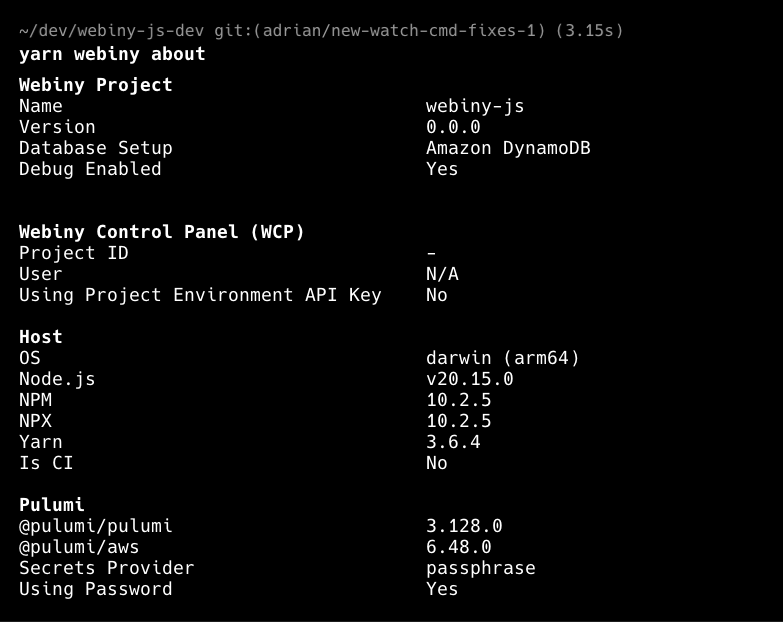 ~/dev/webiny-js-dev git:(adrian/new-watch-cmd-fixes-1) (3.15s)
yarn webiny about
Webiny Project
Name webiny-js
Version 0.0.0
Database Setup Amazon DynamoDB
Debug Enabled Yes
Webiny Control Panel (WCP)
Project ID -
User N/A
Using Project Environment API Key No
Host
OS darwin (arm64)
Node.js v20.15.0
NPM 10.2.5
NPX 10.2.5
Yarn 3.6.4
Is CI No
Pulumi
@pulumi/pulumi 3.128.0
@pulumi/aws 6.48.0
Secrets Provider passphrase
Using Password Yes